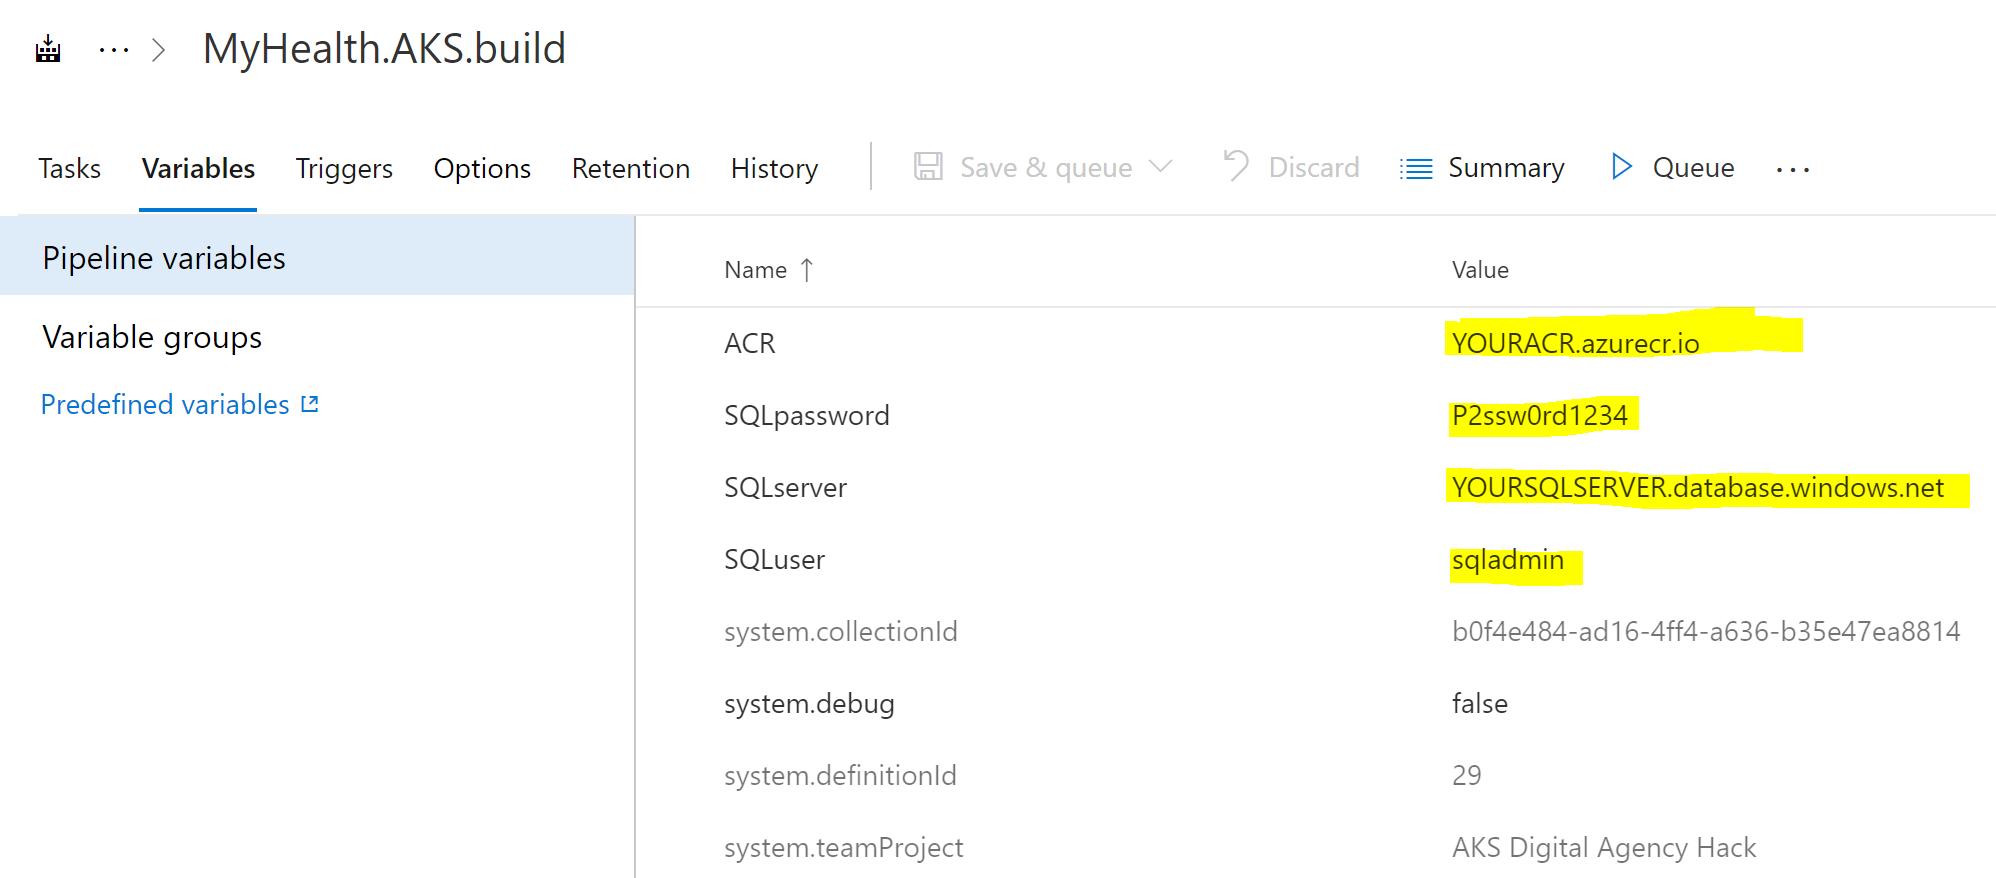 ··· > MyHealth.AKS.build
Tasks Variables Triggers Options Retention History Save & queue Discard Summary Queue ···
Pipeline variables
Variable groups
Predefined variables
Name ↑ Value
ACR YOURACR.azurecr.io
SQLpassword P2ssw0rd1234
SQLserver YOURSQLSERVER.database.windows.net
SQLuser sqladmin
system.collectionId b0f4e484-ad16-4ff4-a636-b35e47ea8814
system.debug false
system.definitionId 29
system.teamProject AKS Digital Agency Hack